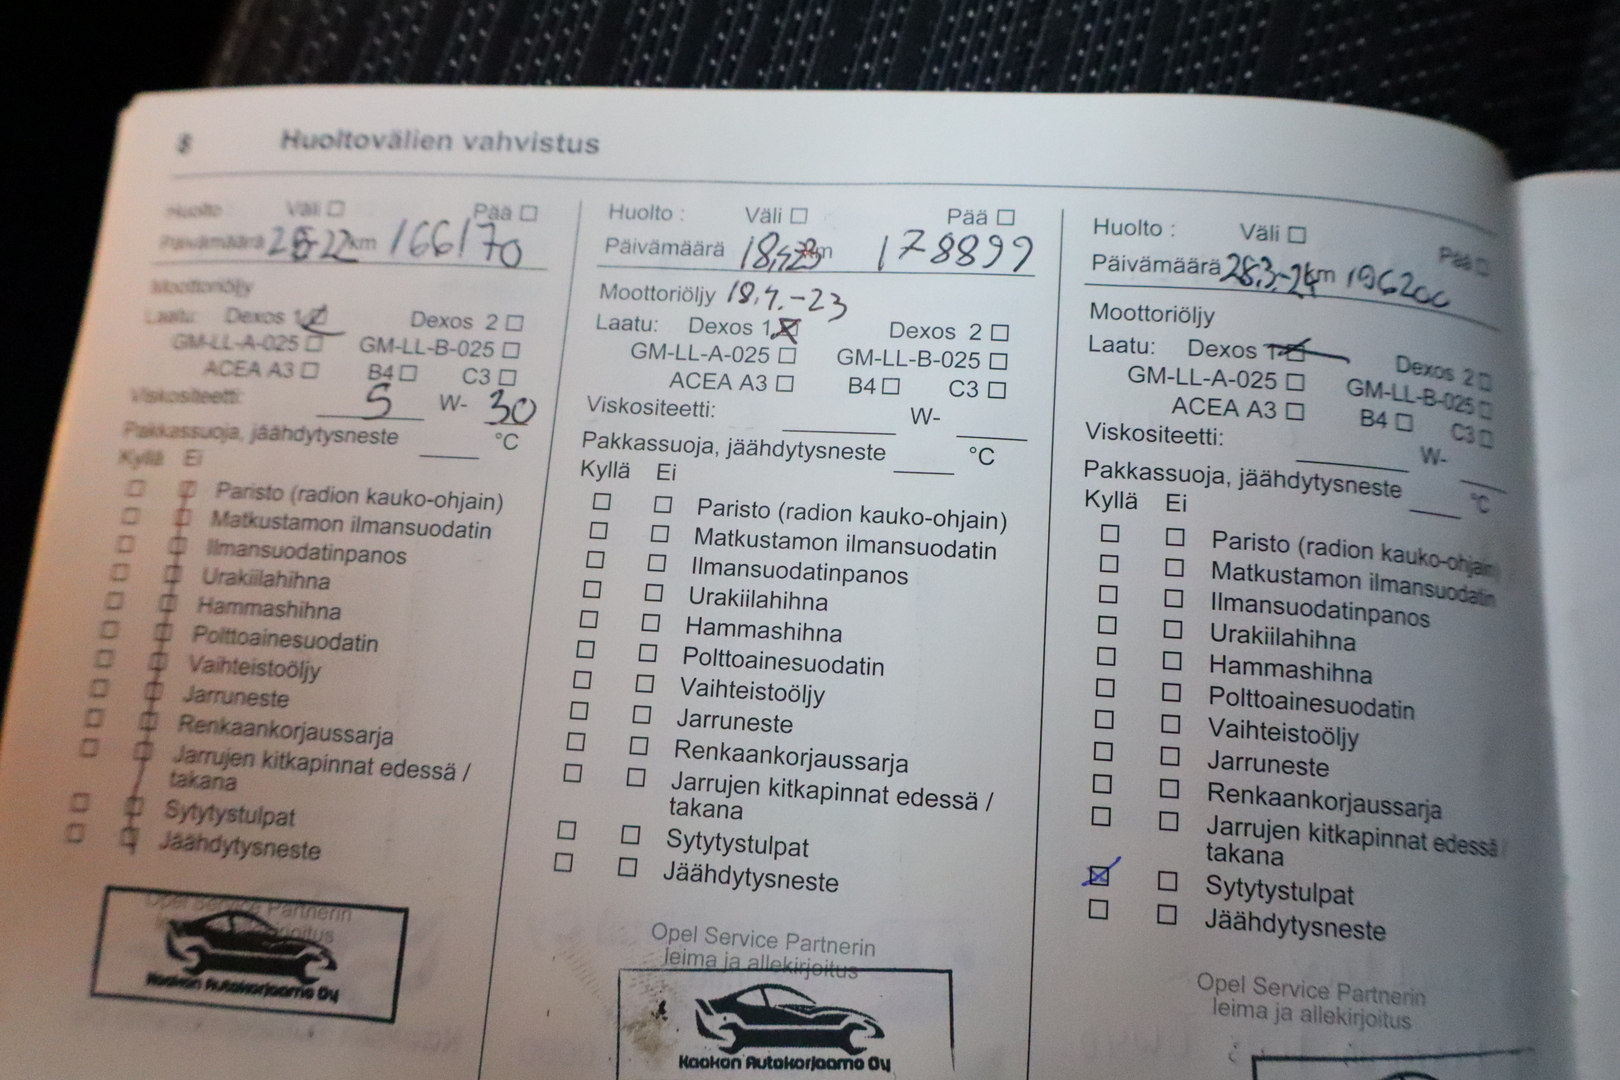 8 Huoltovälien vahvistus
Huolto Väli ☐ Pää ☐
Päivämäärä km 166170
Moottoriöljy
Laatu: Dexos 1 ☑ Dexos 2 ☐
GM-LL-A-025 ☐ GM-LL-B-025 ☐
ACEA A3 ☐ B4 ☐ C3 ☐
Viskositeetti: 5 W- 30
Pakkassuoja, jäähdytysneste °C
Kyllä Ei
Paristo (radion kauko-ohjain)
Matkustamon ilmansuodatin
Ilmansuodatinpanos
Urakiilahihna
Hammashihna
Polttoainesuodatin
Vaihteistoöljy
Jarruneste
Renkaankorjaussarja
Jarrujen kitkapinnat edessä /
takana
Sytytystulpat
Jäähdytysneste
Opel Service Partnerin
Kaakon Autokorjaamo Oy
Huolto : Väli ☐ Pää ☐
Päivämäärä 178899
Moottoriöljy 18.4.-23
Laatu: Dexos 1 ☒ Dexos 2 ☐
GM-LL-A-025 ☐ GM-LL-B-025 ☐
ACEA A3 ☐ B4 ☐ C3 ☐
Viskositeetti: W-
Pakkassuoja, jäähdytysneste °C
Kyllä Ei
Paristo (radion kauko-ohjain)
Matkustamon ilmansuodatin
Ilmansuodatinpanos
Urakiilahihna
Hammashihna
Polttoainesuodatin
Vaihteistoöljy
Jarruneste
Renkaankorjaussarja
Jarrujen kitkapinnat edessä /
takana
Sytytystulpat
Jäähdytysneste
Opel Service Partnerin
leima ja allekirjoitus
Kaakon Autokorjaamo Oy
Huolto : Väli ☐ Pää ☐
Päivämäärä 28.3.-24 km 196200
Moottoriöljy
Laatu: Dexos 1 Dexos 2 ☐
GM-LL-A-025 ☐ GM-LL-B-025 ☐
ACEA A3 ☐ B4 ☐ C3 ☐
Viskositeetti: W-
Pakkassuoja, jäähdytysneste °C
Kyllä Ei
Paristo (radion kauko-ohjain)
Matkustamon ilmansuodatin
Ilmansuodatinpanos
Urakiilahihna
Hammashihna
Polttoainesuodatin
Vaihteistoöljy
Jarruneste
Renkaankorjaussarja
Jarrujen kitkapinnat edessä /
takana
Sytytystulpat
Jäähdytysneste
Opel Service Partnerin
leima ja allekirjoitus